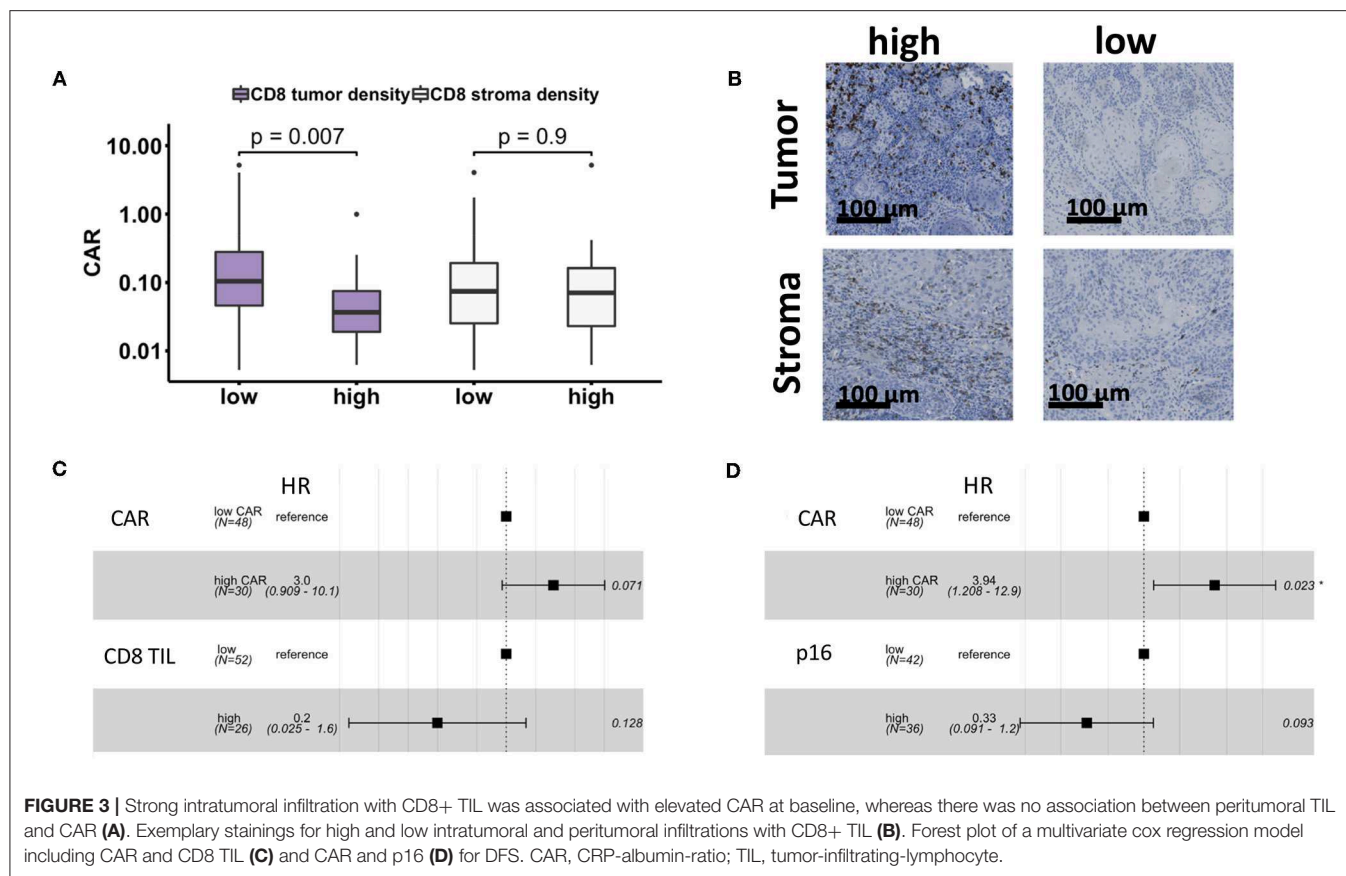 A
CD8 tumor density CD8 stroma density
p = 0.007
p = 0.9
CAR
10.00
1.00
0.10
0.01
low
high
low
high
B
high
low
Tumor
100 µm
100 µm
Stroma
100 µm
100 µm
C
HR
CAR
low CAR
(N=48)
reference
high CAR
(N=30)
3.0
(0.909 - 10.1)
0.071
CD8 TIL
low
(N=52)
reference
high
(N=26)
0.2
(0.025 - 1.6)
0.128
D
HR
CAR
low CAR
(N=48)
reference
high CAR
(N=30)
3.94
(1.208 - 12.9)
0.023 *
p16
low
(N=42)
reference
high
(N=36)
0.33
(0.091 - 1.2)
0.093
FIGURE 3 | Strong intratumoral infiltration with CD8+ TIL was associated with elevated CAR at baseline, whereas there was no association between peritumoral TIL
and CAR (A). Exemplary stainings for high and low intratumoral and peritumoral infiltrations with CD8+ TIL (B). Forest plot of a multivariate cox regression model
including CAR and CD8 TIL (C) and CAR and p16 (D) for DFS. CAR, CRP-albumin-ratio; TIL, tumor-infiltrating-lymphocyte.